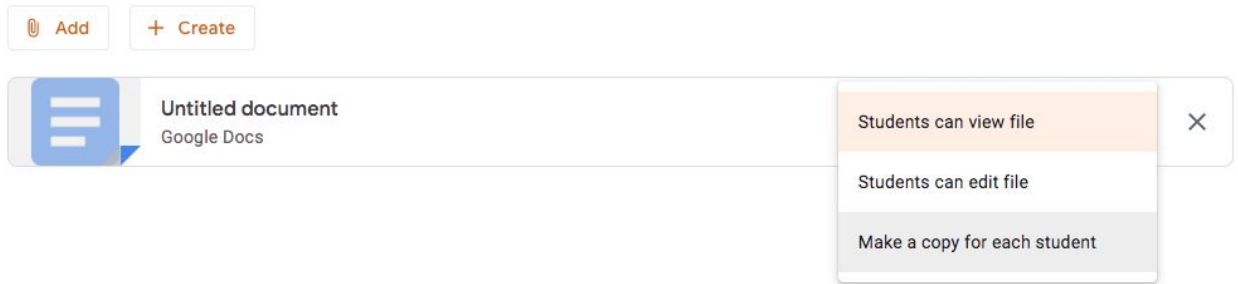 Add
+ Create
Untitled document
Google Docs
Students can view file
Students can edit file
Make a copy for each student